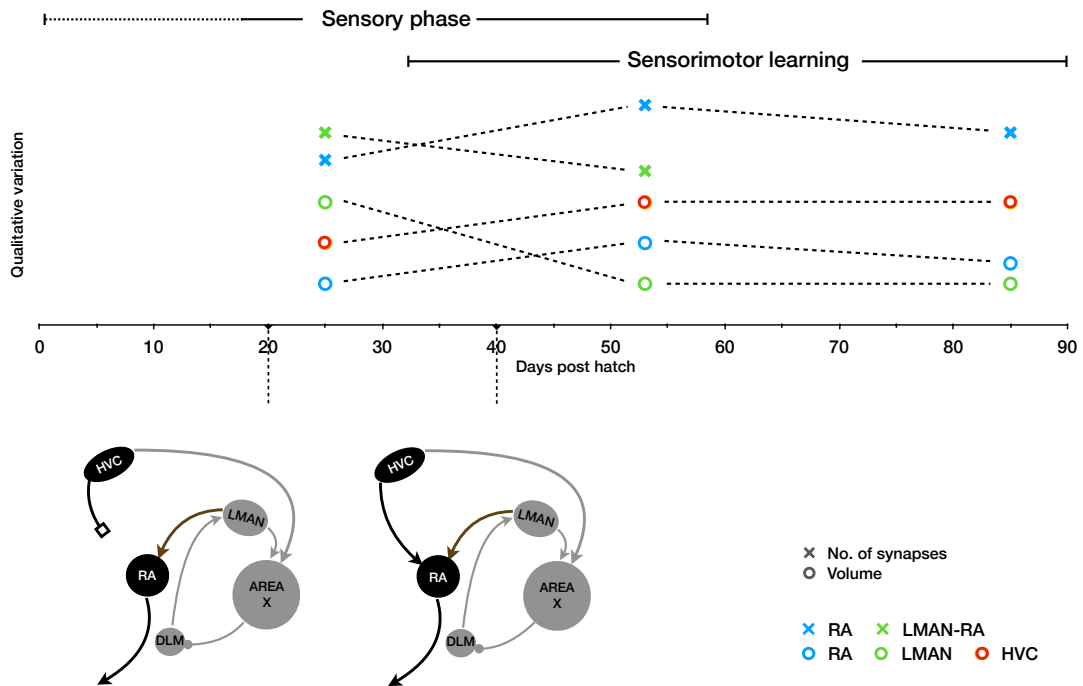 Sensory phase
Sensorimotor learning
Qualitative variation
0 10 20 30 40 50 60 70 80 90
Days post hatch
HVC
LMAN
RA
AREA
X
DLM
HVC
LMAN
RA
AREA
X
DLM
No. of synapses
Volume
RA LMAN-RA
RA LMAN HVC